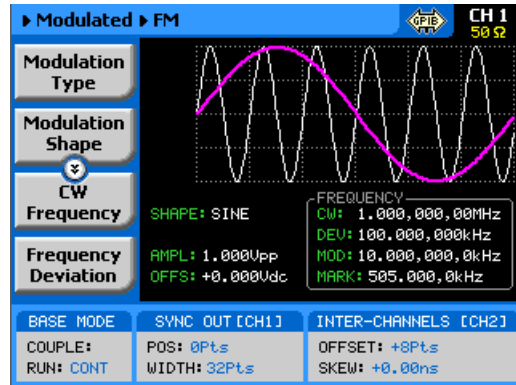 ▶ Modulated ▶ FM
GPIB
CH 1
50 Ω
Modulation
Type
Modulation
Shape
CW
Frequency
Frequency
Deviation
SHAPE: SINE
AMPL: 1.000Vpp
OFFS: +0.000Vdc
FREQUENCY
CW: 1.000,000,00MHz
DEV: 100.000,000kHz
MOD: 10.000,000,0kHz
MARK: 505.000,0kHz
BASE MODE
COUPLE:
RUN: CONT
SYNC OUT [CH1]
POS: 0Pts
WIDTH: 32Pts
INTER-CHANNELS [CH2]
OFFSET: +8Pts
SKEW: +0.00ns